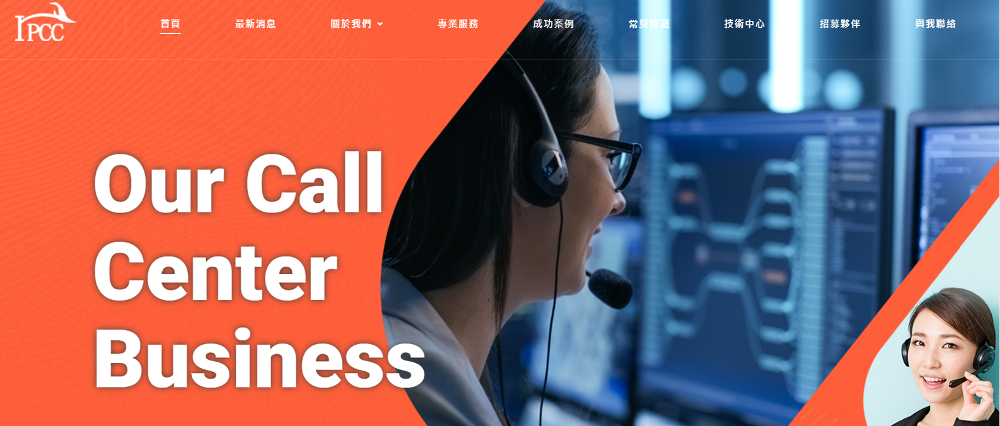 IPCC
首頁
最新消息
關於我們
專業服務
成功案例
常見問題
技術中心
招募夥伴
與我聯絡
Our Call
Center
Business